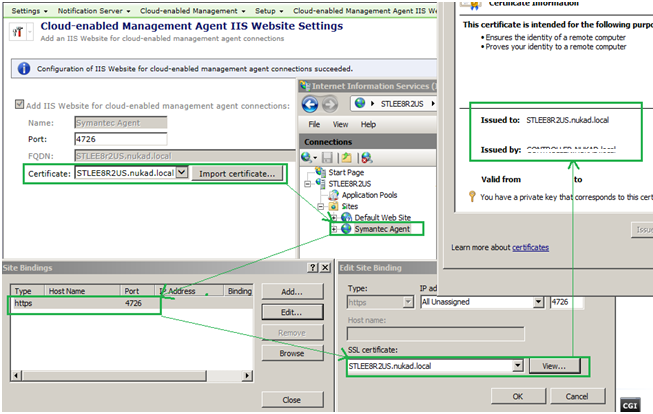 Settings Notification Server Cloud-enabled Management Setup Cloud-enabled Management Agent IIS We
Cloud-enabled Management Agent IIS Website Settings
Add an IIS Website for cloud-enabled management agent connections
Configuration of IIS Website for cloud-enabled management agent connections succeeded.
Add IIS Website for cloud-enabled management agent connections:
Name: Symantec Agent
Port: 4726
FQDN: STLEE8r2US.nukad.local
Certificate: STLEE8R2US.nukad.local Import certificate...
Internet Information Services (
STLEE8R2US
File View Help
Connections
Start Page
STLEE8R2US
Application Pools
Sites
Default Web Site
Symantec Agent
Certificate Information
This certificate is intended for the following purpo
• Ensures the identity of a remote computer
• Proves your identity to a remote computer
Issued to: STLEE8R2US.nukad.local
Issued by:
Valid from to
You have a private key that corresponds to this cert
Issue
Learn more about certificates
Site Bindings
Type Host Name Port IP Address Binding
https 4726
Add...
Edit...
Remove
Browse
Close
Edit Site Binding
Type: IP ad
https All Unassigned 4726
Host name:
SSL certificate:
STLEE8R2US.nukad.local View...
OK Cancel
CGI